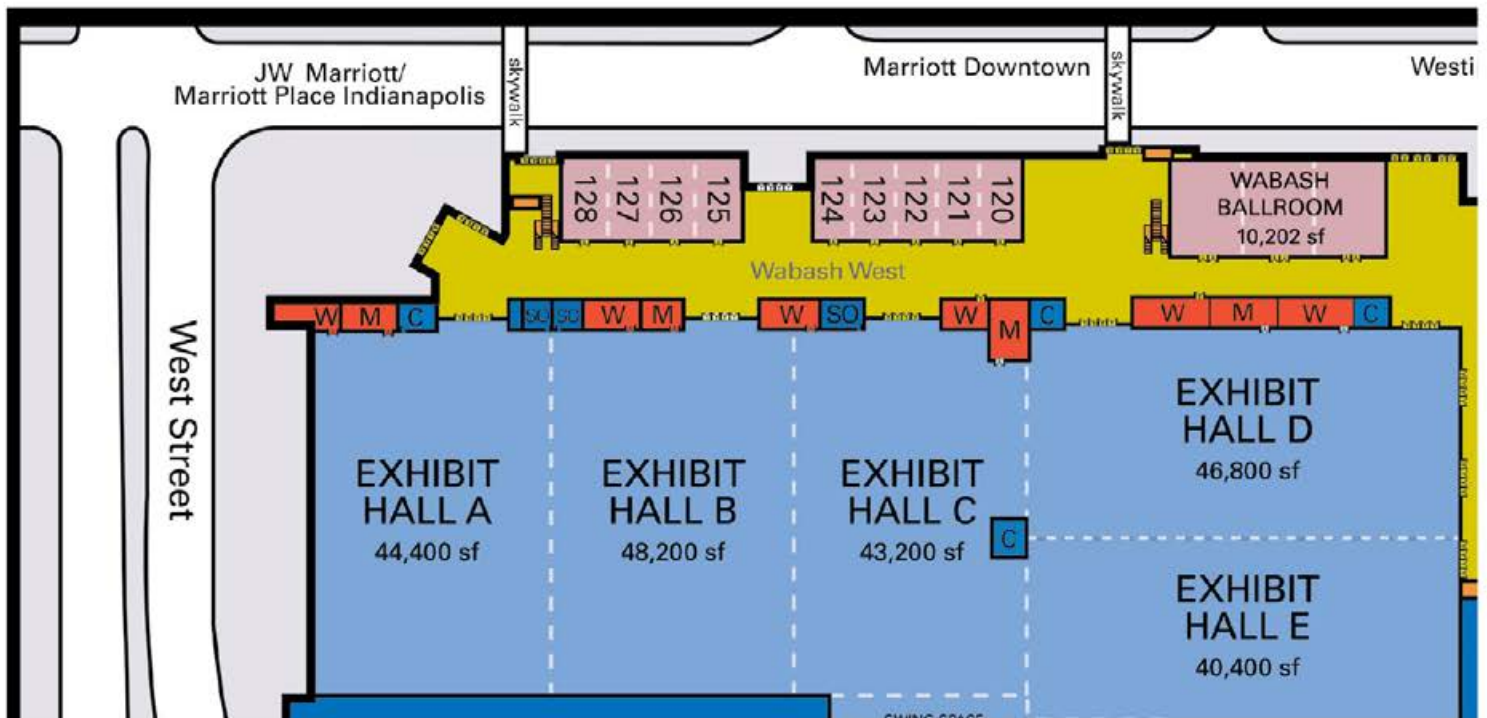 JW Marriott/
Marriott Place Indianapolis
skywalk
Marriott Downtown
skywalk
Westi
128
127
126
125
124
123
122
121
120
WABASH
BALLROOM
10,202 sf
Wabash West
W M C
SO SO W M
W SO
W M C
W M W C
West Street
EXHIBIT
HALL A
44,400 sf
EXHIBIT
HALL B
48,200 sf
EXHIBIT
HALL C
43,200 sf
C
EXHIBIT
HALL D
46,800 sf
EXHIBIT
HALL E
40,400 sf